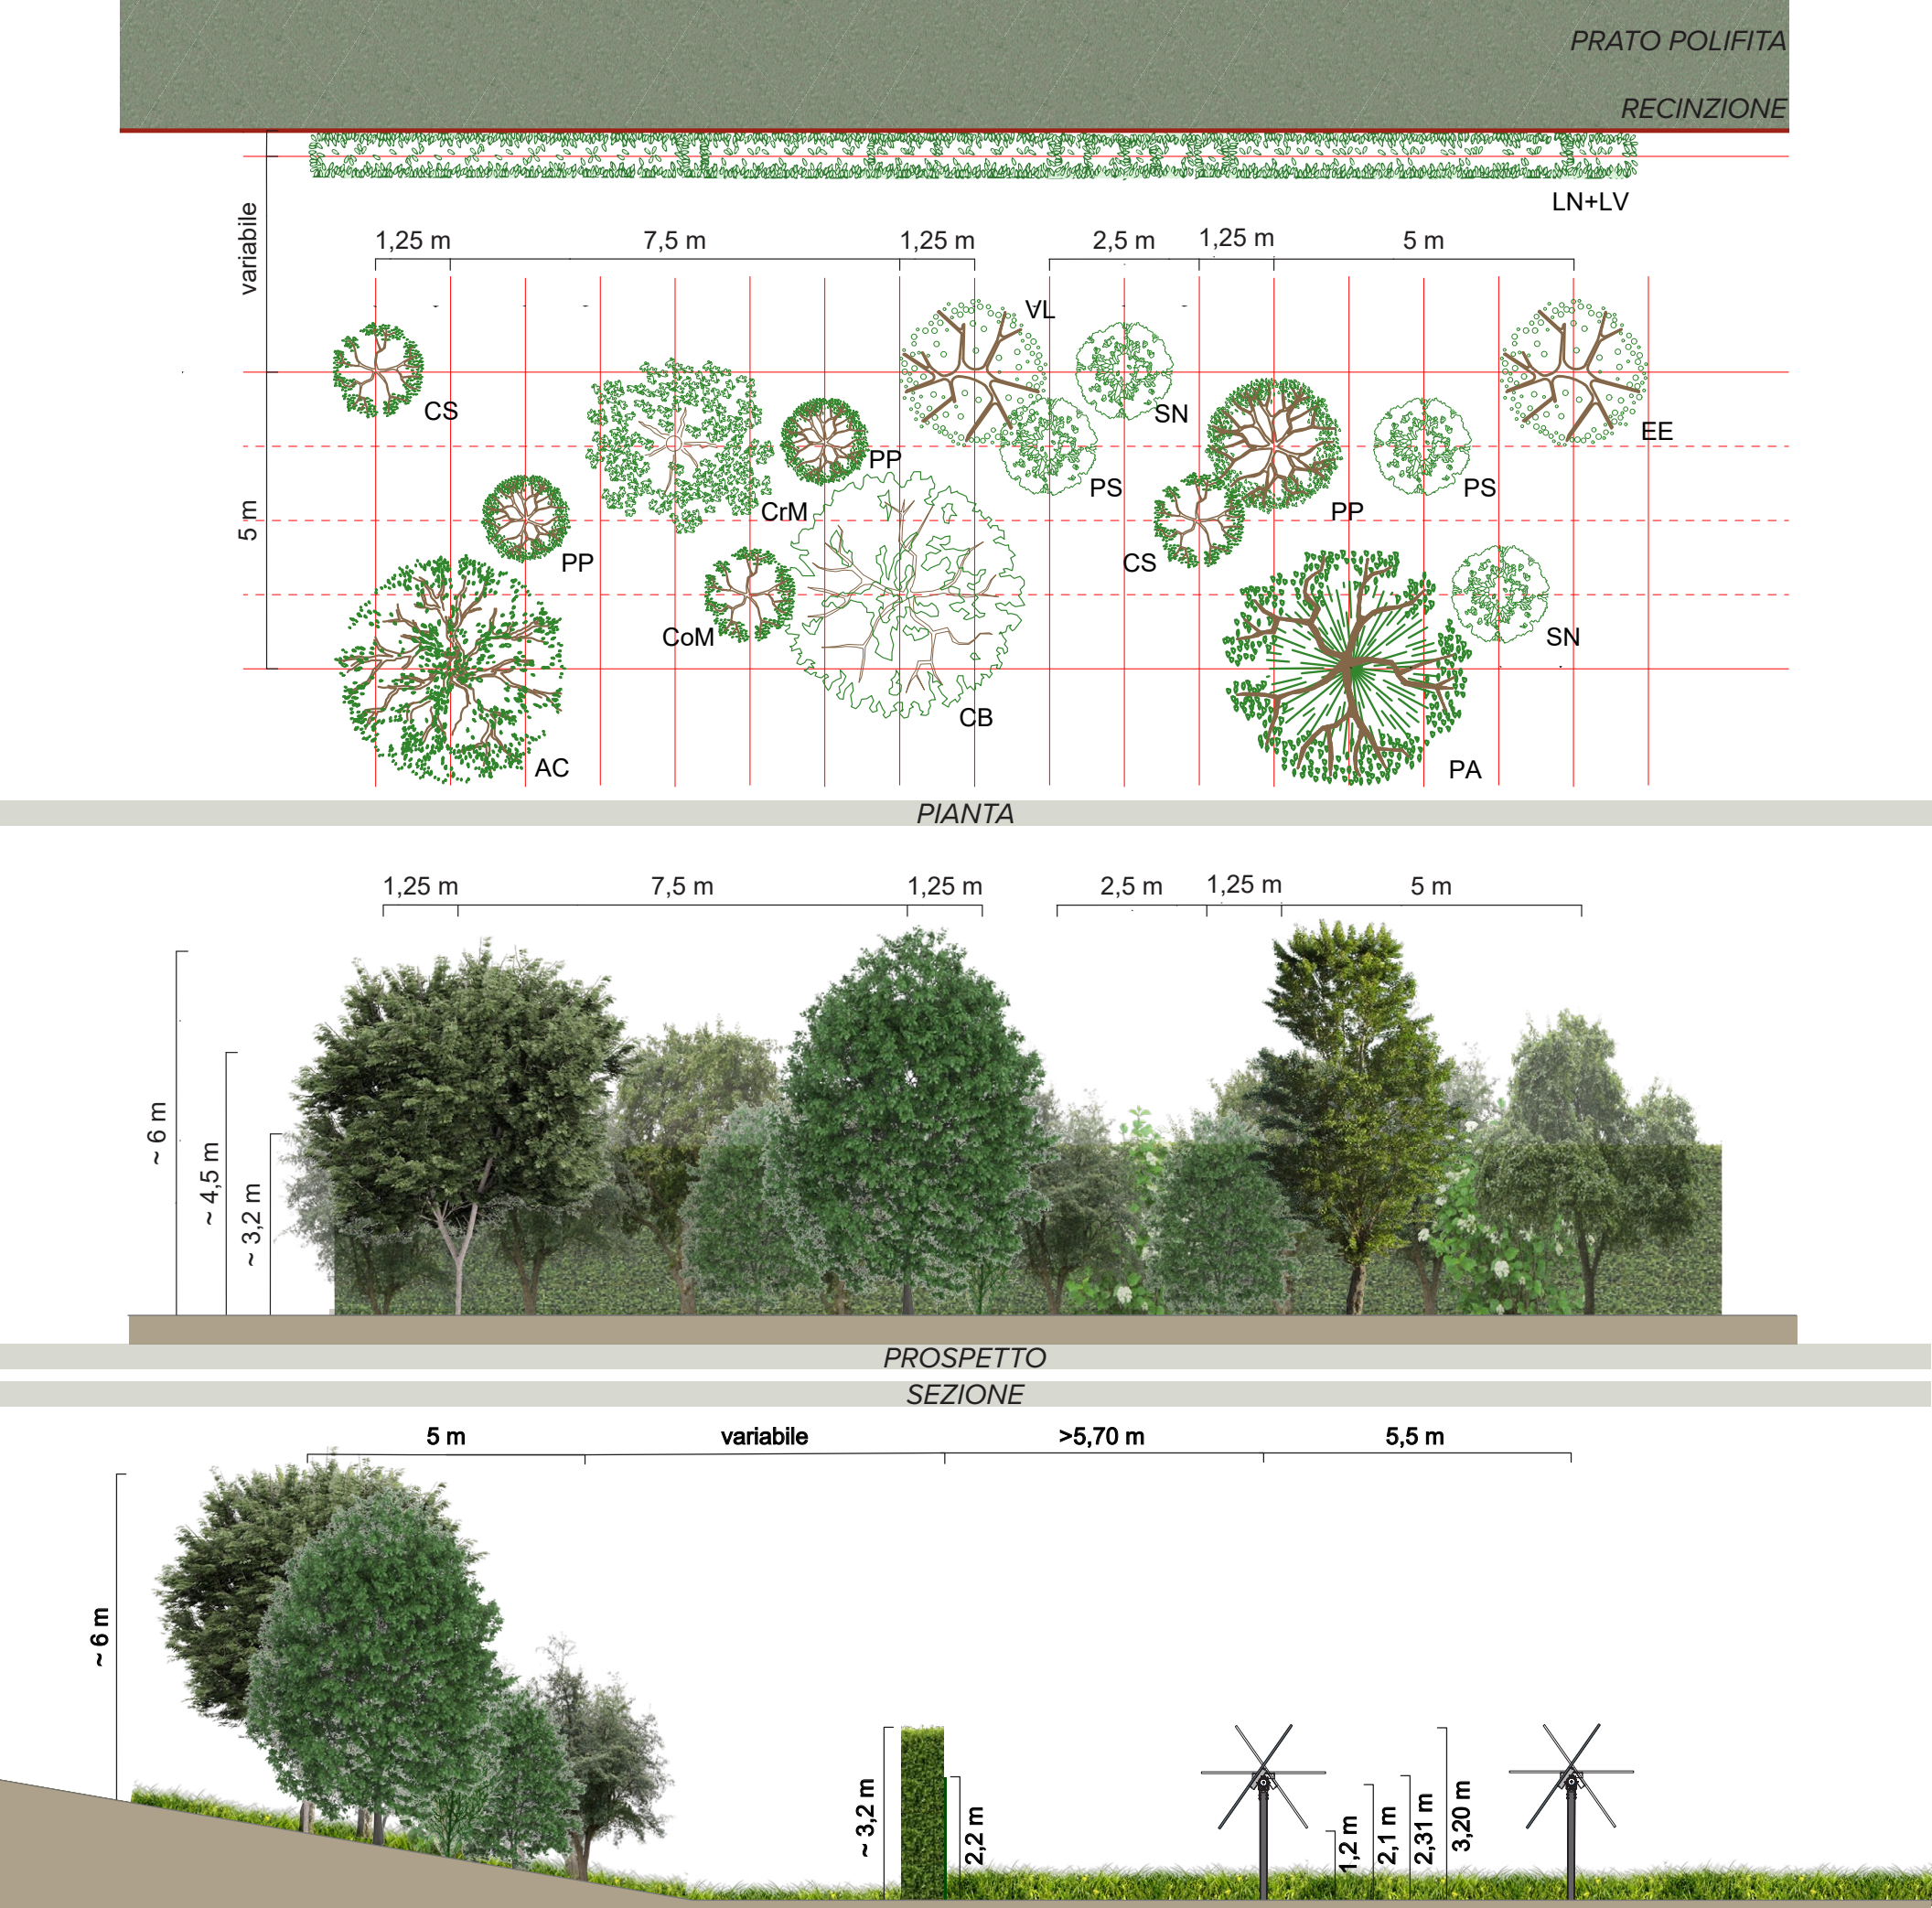 PRATO POLIFITA
RECINZIONE
LN+LV
variabile
1,25 m
7,5 m
1,25 m
2,5 m
1,25 m
5 m
VL
CS
SN
EE
PP
PS
PS
CrM
PP
5 m
PP
CS
CoM
SN
CB
AC
PA
PIANTA
1,25 m
7,5 m
1,25 m
2,5 m
1,25 m
5 m
~ 6 m
~ 4,5 m
~ 3,2 m
PROSPETTO
SEZIONE
5 m
variabile
>5,70 m
5,5 m
~ 6 m
~ 3,2 m
2,2 m
1,2 m
2,1 m
2,31 m
3,20 m